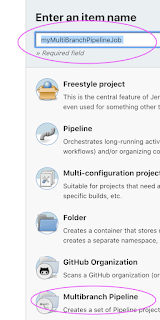 Enter an item name
myMultiBranchPipelineJob
» Required field
Freestyle project
This is the central feature of Jen
even used for something other t
Pipeline
Orchestrates long-running activ
workflows) and/or organizing co
Multi-configuration projec
Suitable for projects that need a
specific builds, etc.
Folder
Creates a container that stores n
creates a separate namespace,
GitHub Organization
Scans a GitHub organization (or
Multibranch Pipeline
Creates a set of Pipeline projec